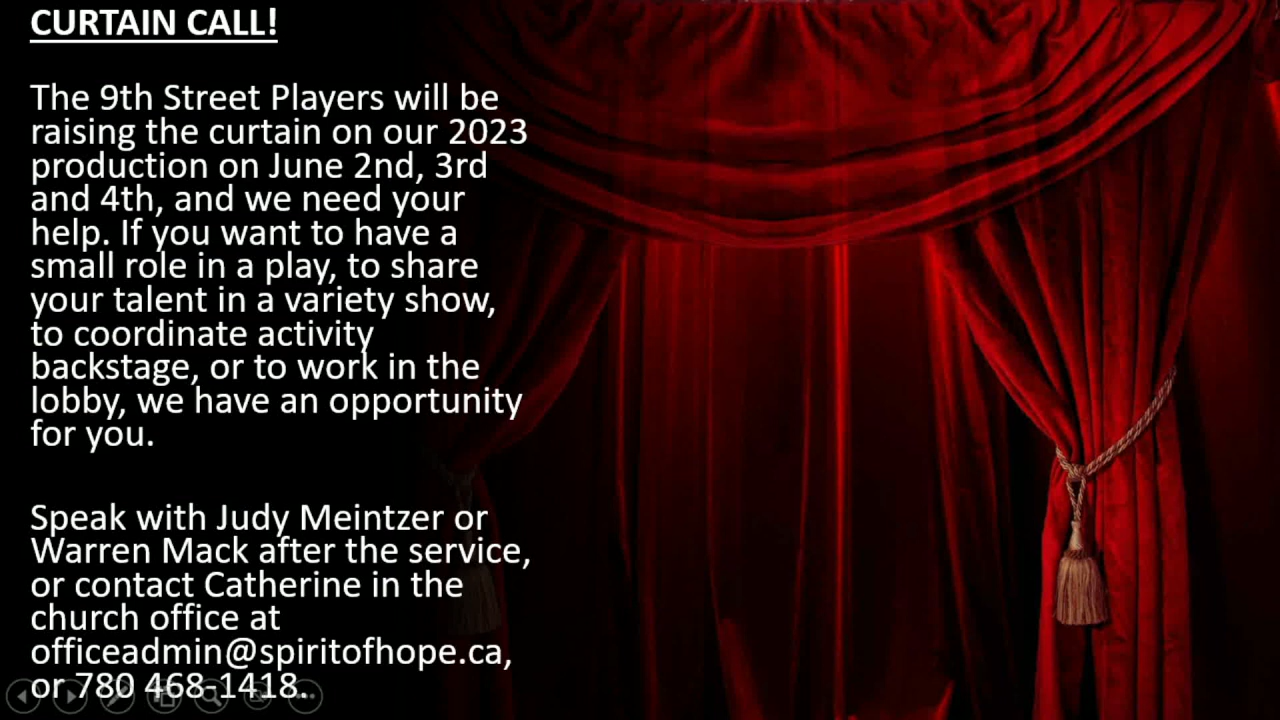 CURTAIN CALL!
The 9th Street Players will be
raising the curtain on our 2023
production on June 2nd, 3rd
and 4th, and we need your
help. If you want to have a
small role in a play, to share
your talent in a variety show,
to coordinate activity
backstage, or to work in the
lobby, we have an opportunity
for you.
Speak with Judy Meintzer or
Warren Mack after the service,
or contact Catherine in the
church office at
officeadmin@spiritofhope.ca,
or 780 468-1418.